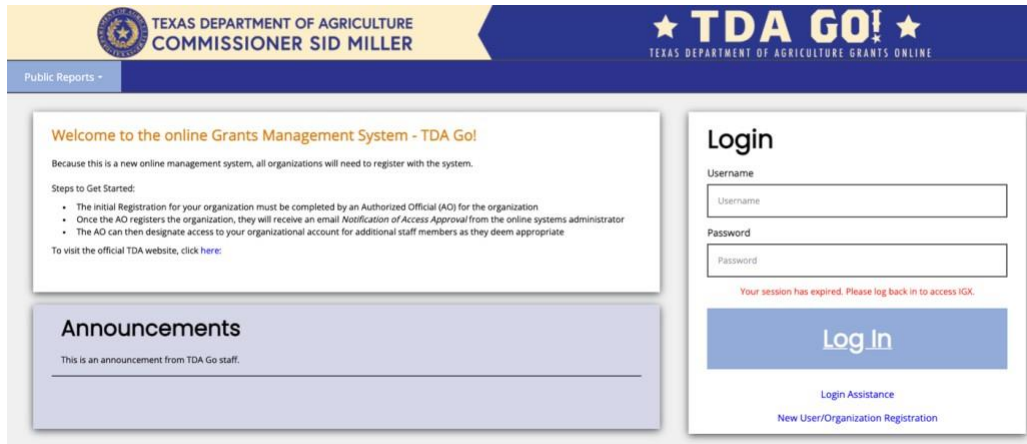 TEXAS DEPARTMENT OF AGRICULTURE
COMMISSIONER SID MILLER
★ TDA GO! ★
TEXAS DEPARTMENT OF AGRICULTURE GRANTS ONLINE
Public Reports
Welcome to the online Grants Management System - TDA Go!
Because this is a new online management system, all organizations will need to register with the system.
Steps to Get Started:
• The initial Registration for your organization must be completed by an Authorized Official (AO) for the organization
• Once the AO registers the organization, they will receive an email Notification of Access Approval from the online systems administrator
• The AO can then designate access to your organizational account for additional staff members as they deem appropriate
To visit the official TDA website, click here:
Announcements
This is an announcement from TDA Go staff.
Login
Username
Username
Password
Password
Your session has expired. Please log back in to access IGX.
Log In
Login Assistance
New User/Organization Registration